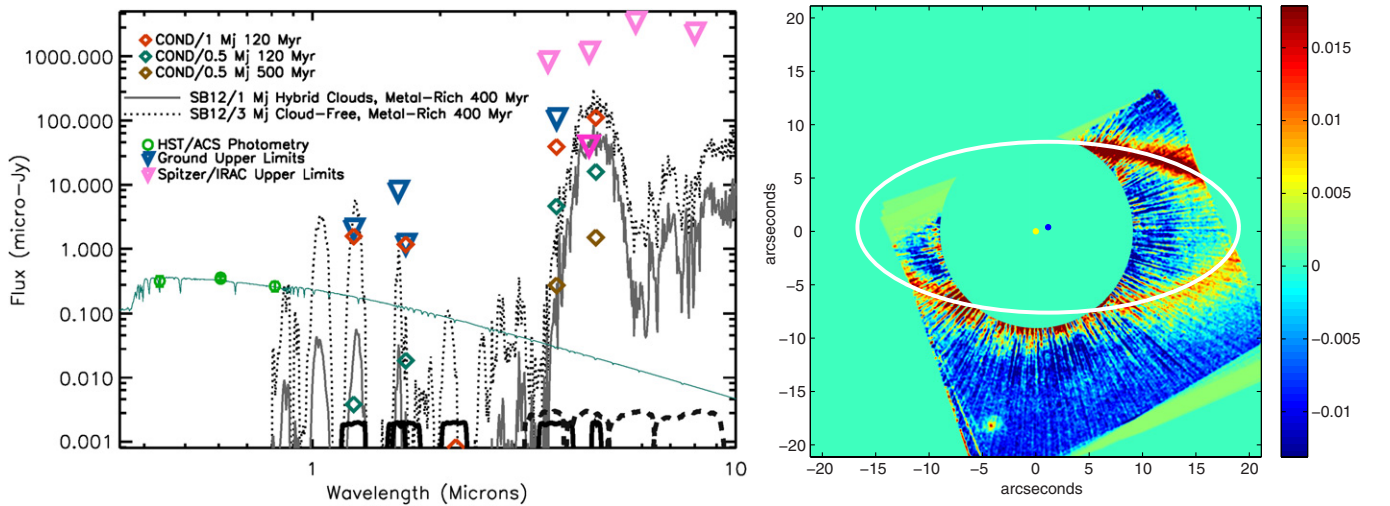 1000.000
100.000
10.000
1.000
0.100
0.010
0.001
Flux (micro-Jy)
COND/1 Mj 120 Myr
COND/0.5 Mj 120 Myr
COND/0.5 Mj 500 Myr
SB12/1 Mj Hybrid Clouds, Metal-Rich 400 Myr
SB12/3 Mj Cloud-Free, Metal-Rich 400 Myr
HST/ACS Photometry
Ground Upper Limits
Spitzer/IRAC Upper Limits
1 10
Wavelength (Microns)
20
15
10
5
0
−5
−10
−15
−20
arcseconds
−20 −15 −10 −5 0 5 10 15 20
arcseconds
0.015
0.01
0.005
0
−0.005
−0.01